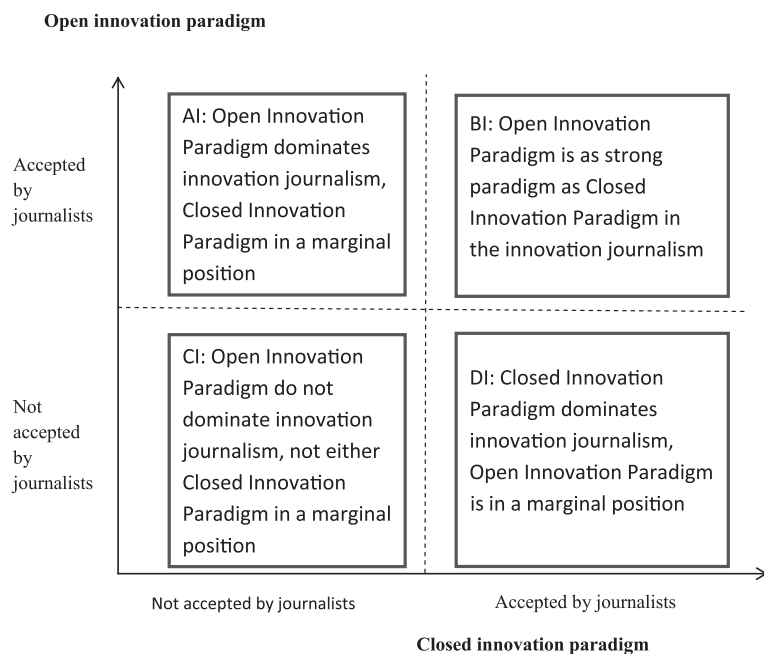 Open innovation paradigm
Accepted
by
journalists
AI: Open Innovation
Paradigm dominates
innovation journalism,
Closed Innovation
Paradigm in a marginal
position
BI: Open Innovation
Paradigm is as strong
paradigm as Closed
Innovation Paradigm in
the innovation journalism
Not
accepted
by
journalists
CI: Open Innovation
Paradigm do not
dominate innovation
journalism, not either
Closed Innovation
Paradigm in a marginal
position
DI: Closed Innovation
Paradigm dominates
innovation journalism,
Open Innovation Paradigm
is in a marginal position
Not accepted by journalists
Accepted by journalists
Closed innovation paradigm